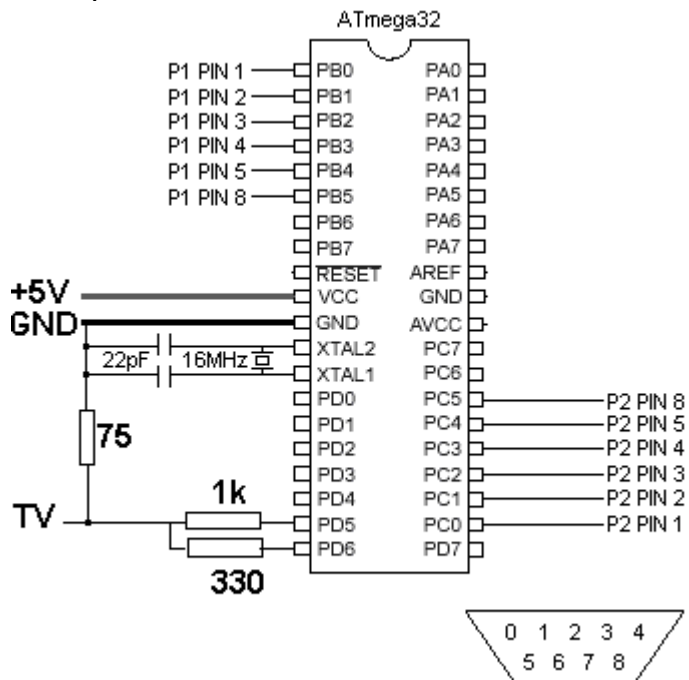 ATmega32
P1 PIN 1 PB0 PA0
P1 PIN 2 PB1 PA1
P1 PIN 3 PB2 PA2
P1 PIN 4 PB3 PA3
P1 PIN 5 PB4 PA4
P1 PIN 8 PB5 PA5
PB6 PA6
PB7 PA7
RESET AREF
+5V VCC GND
GND GND AVCC
XTAL2 PC7
22pF 16MHz
XTAL1 PC6
PD0 PC5 P2 PIN 8
PD1 PC4 P2 PIN 5
75 PD2 PC3 P2 PIN 4
PD3 PC2 P2 PIN 3
1k PD4 PC1 P2 PIN 2
TV PD5 PC0 P2 PIN 1
PD6 PD7
330
0 1 2 3 4
5 6 7 8